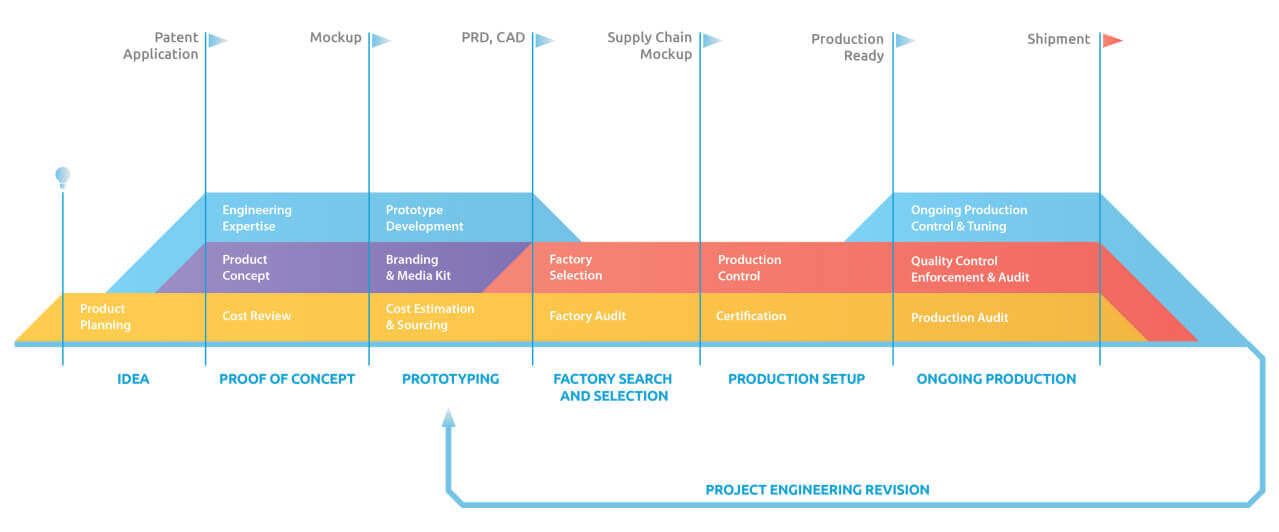 Patent
Application
Mockup
PRD, CAD
Supply Chain
Mockup
Production
Ready
Shipment
Engineering
Expertise
Prototype
Development
Ongoing Production
Control & Tuning
Product
Concept
Branding
& Media Kit
Factory
Selection
Production
Control
Quality Control
Enforcement & Audit
Product
Planning
Cost Review
Cost Estimation
& Sourcing
Factory Audit
Certification
Production Audit
IDEA
PROOF OF CONCEPT
PROTOTYPING
FACTORY SEARCH
AND SELECTION
PRODUCTION SETUP
ONGOING PRODUCTION
PROJECT ENGINEERING REVISION